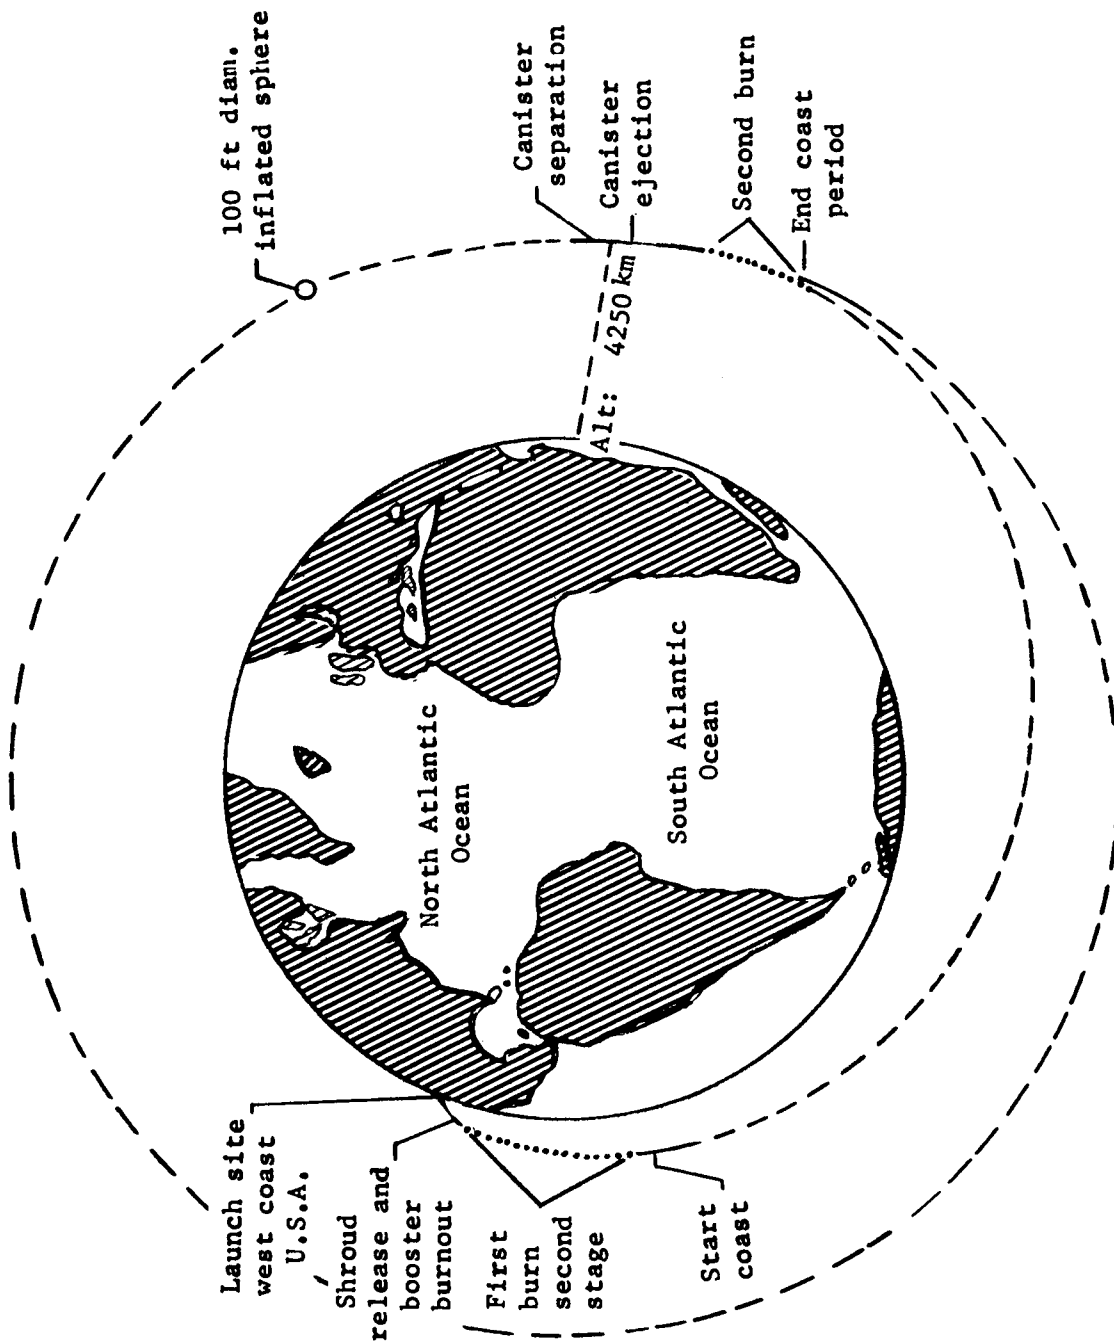 Launch site
west coast
U.S.A.
Shroud
release and
booster
burnout
First
burn
second
stage
Start
coast
North Atlantic
Ocean
South Atlantic
Ocean
100 ft diam.
inflated sphere
Canister
separation
Canister
ejection
Alt: 4250 km
Second burn
End coast
period